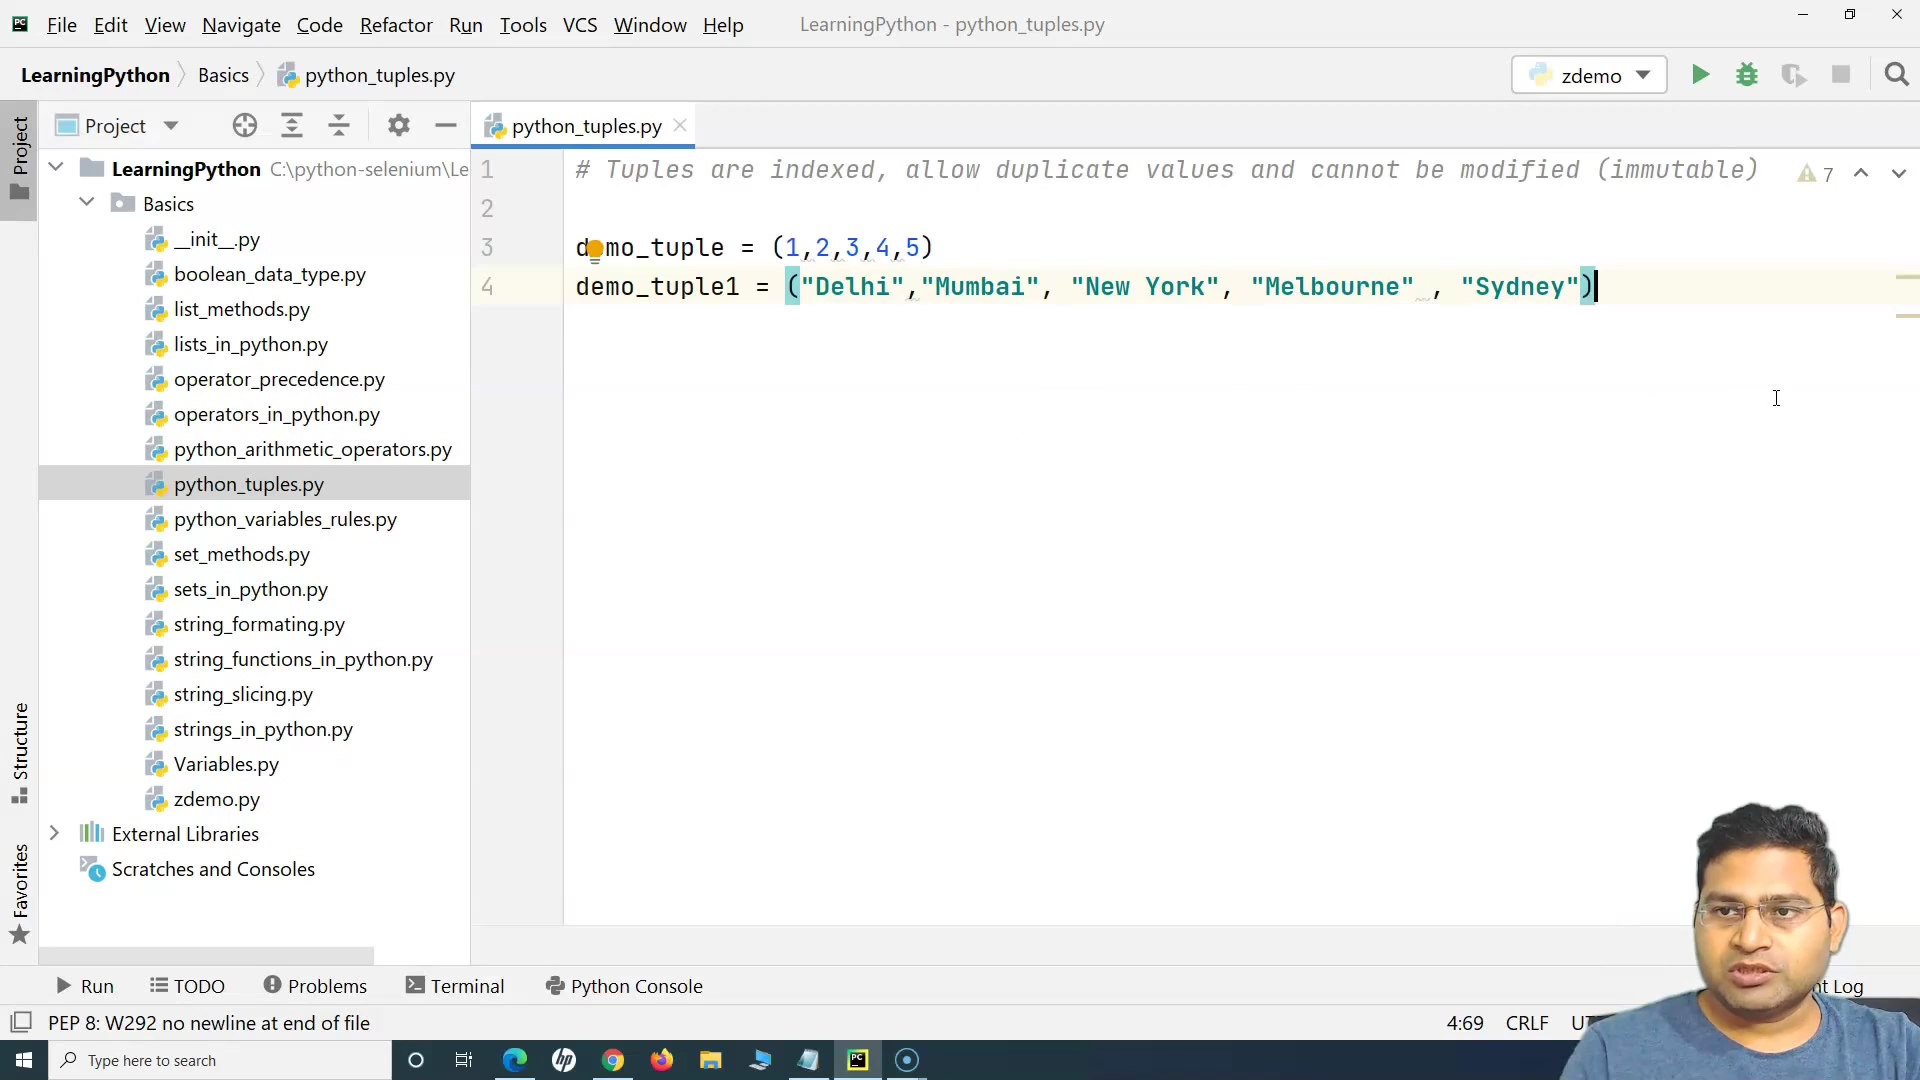 File Edit View Navigate Code Refactor Run Tools VCS Window Help LearningPython - python_tuples.py
LearningPython Basics python_tuples.py zdemo
Project python_tuples.py
LearningPython C:\python-selenium\Le
Basics
__init__.py
boolean_data_type.py
list_methods.py
lists_in_python.py
operator_precedence.py
operators_in_python.py
python_arithmetic_operators.py
python_tuples.py
python_variables_rules.py
set_methods.py
sets_in_python.py
string_formating.py
string_functions_in_python.py
string_slicing.py
strings_in_python.py
Variables.py
zdemo.py
External Libraries
Scratches and Consoles
Project
Structure
Favorites
1 # Tuples are indexed, allow duplicate values and cannot be modified (immutable) 7
2
3 demo_tuple = (1,2,3,4,5)
4 demo_tuple1 = ("Delhi","Mumbai", "New York", "Melbourne" , "Sydney")
Run TODO Problems Terminal Python Console nt Log
PEP 8: W292 no newline at end of file 4:69 CRLF UT
Type here to search hp PC